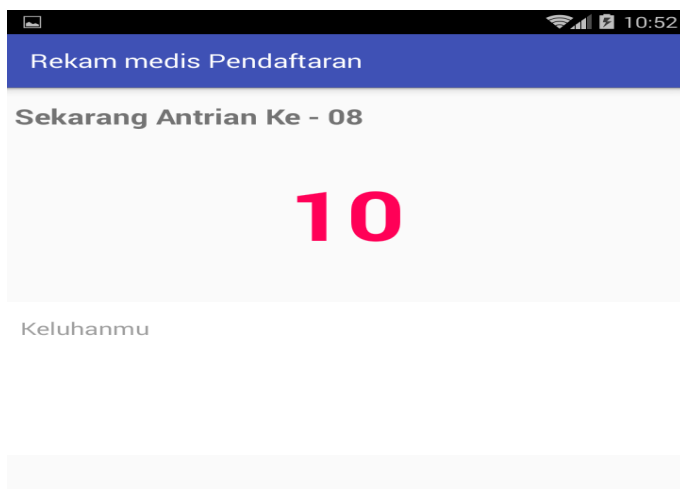 10:52
Rekam medis Pendaftaran
Sekarang Antrian Ke - 08
10
Keluhanmu